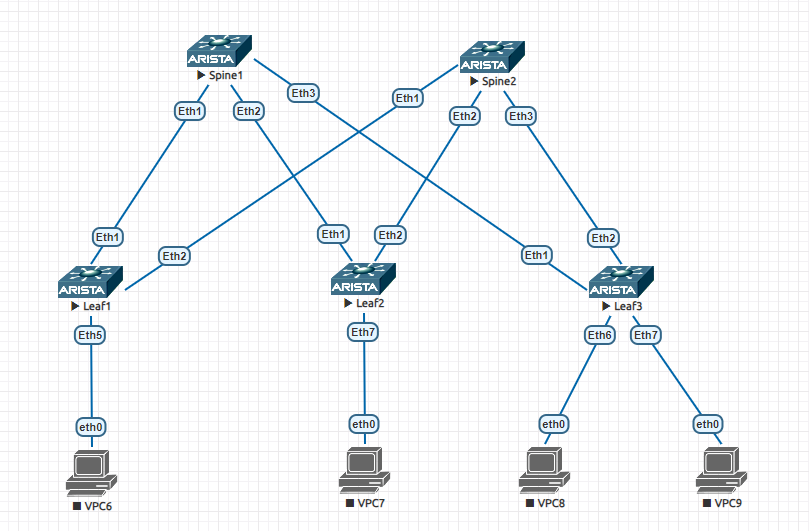 ARISTA
Spine1
ARISTA
Spine2
Eth3
Eth1
Eth1
Eth2
Eth2
Eth3
Eth1
Eth1
Eth2
Eth2
Eth2
Eth1
ARISTA
Leaf1
ARISTA
Leaf2
ARISTA
Leaf3
Eth5
Eth7
Eth6
Eth7
eth0
eth0
eth0
eth0
VPC6
VPC7
VPC8
VPC9